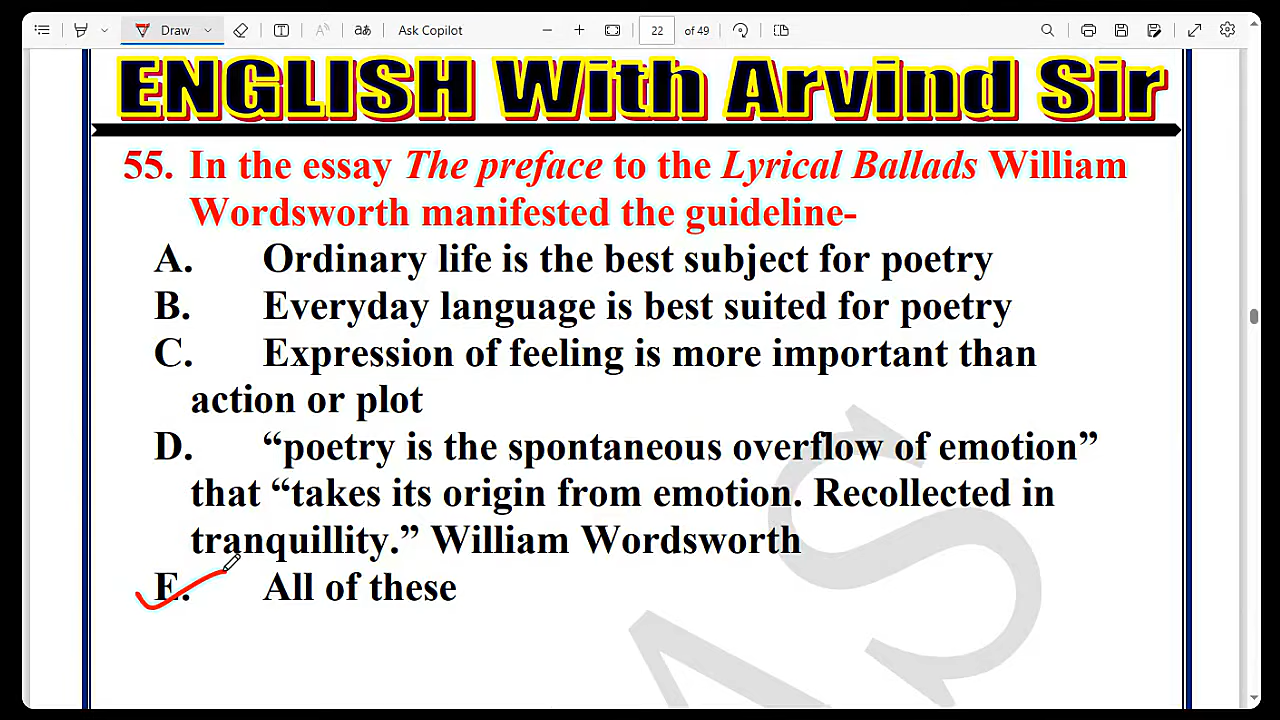 Draw
Ask Copilot
22 of 49
ENGLISH With Arvind Sir
55. In the essay The preface to the Lyrical Ballads William
Wordsworth manifested the guideline-
A. Ordinary life is the best subject for poetry
B. Everyday language is best suited for poetry
C. Expression of feeling is more important than
action or plot
D. “poetry is the spontaneous overflow of emotion”
that “takes its origin from emotion. Recollected in
tranquillity.” William Wordsworth
E. All of these